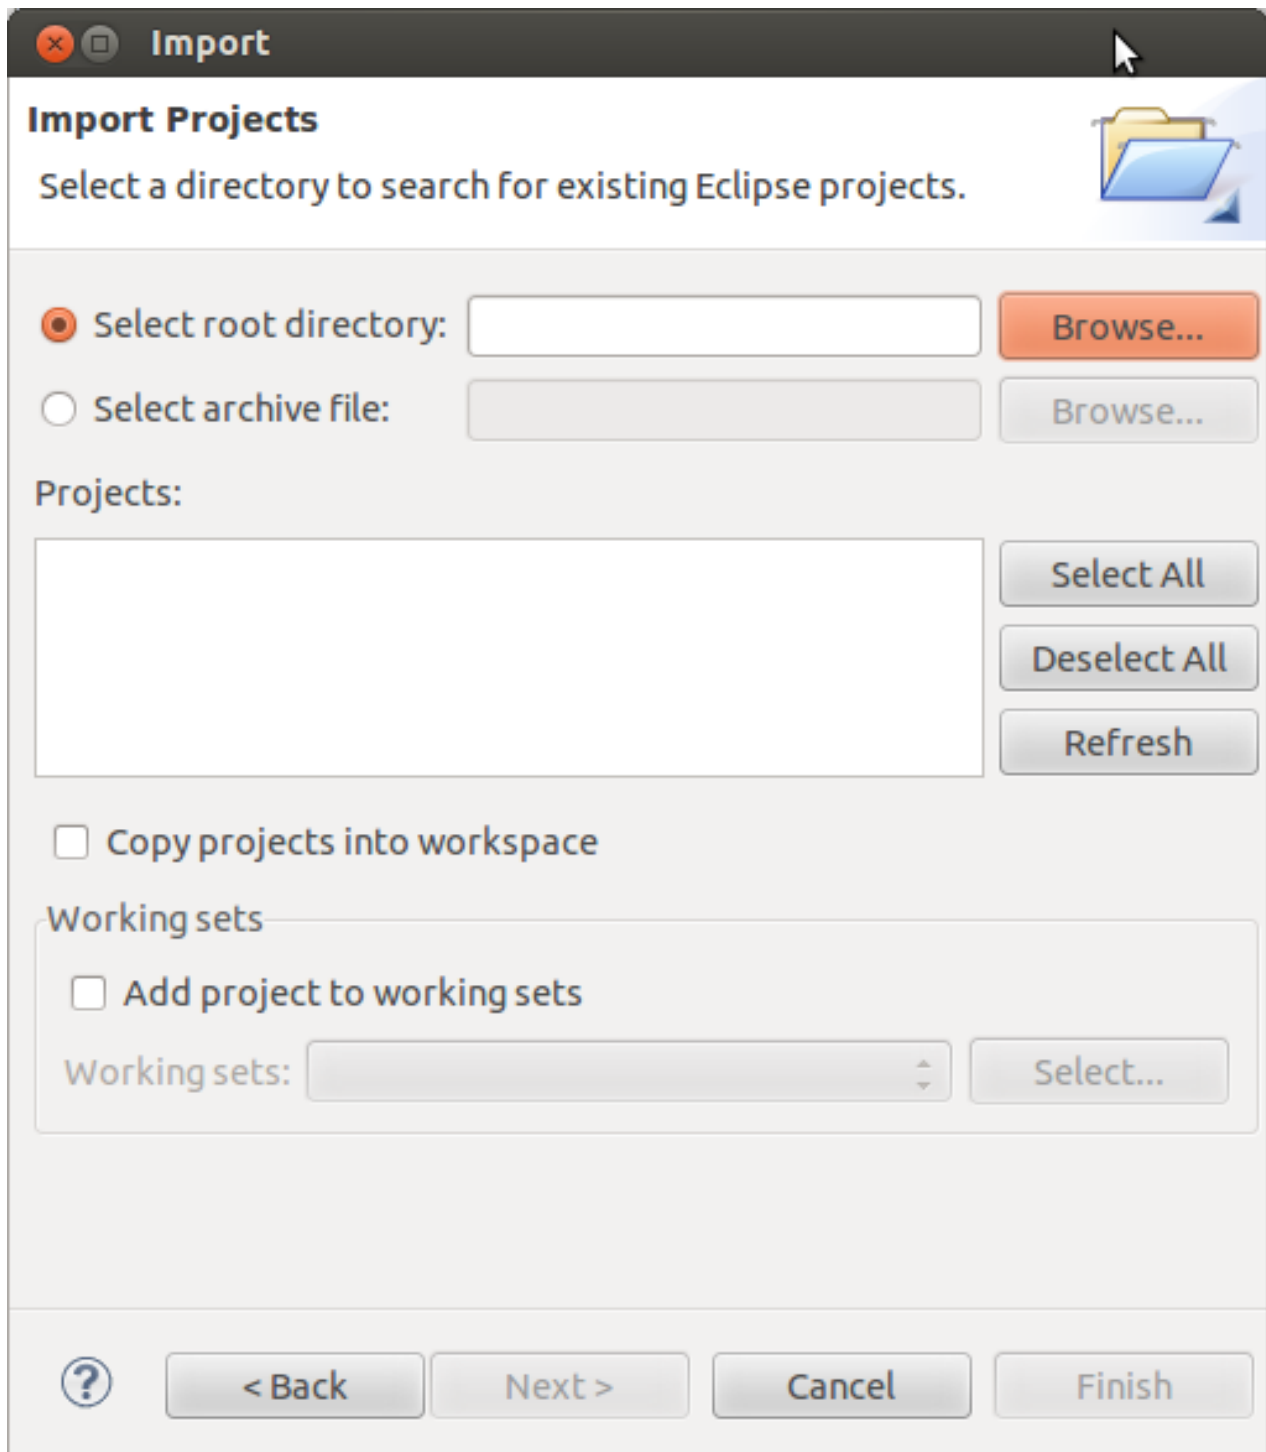 Import
Import Projects
Select a directory to search for existing Eclipse projects.
Select root directory: Browse...
Select archive file: Browse...
Projects:
Select All
Deselect All
Refresh
Copy projects into workspace
Working sets
Add project to working sets
Working sets: Select...
? < Back Next > Cancel Finish